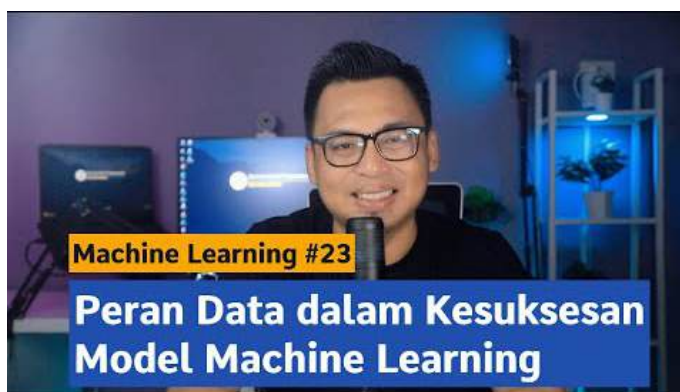 Machine Learning #23
Peran Data dalam Kesuksesan
Model Machine Learning